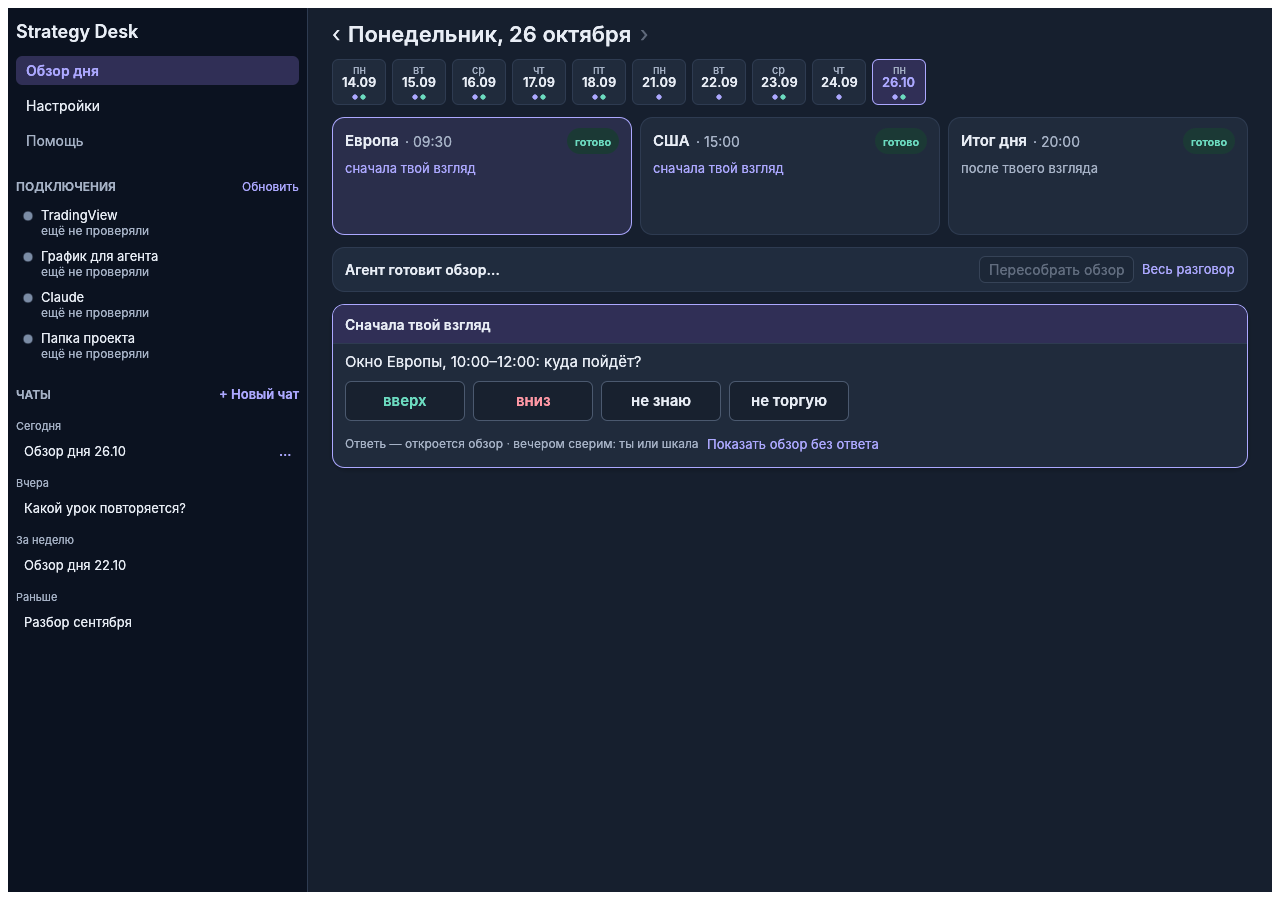 Strategy Desk
Обзор дня
Настройки
Помощь
ПОДКЛЮЧЕНИЯ Обновить
TradingView
ещё не проверяли
График для агента
ещё не проверяли
Claude
ещё не проверяли
Папка проекта
ещё не проверяли
ЧАТЫ + Новый чат
Сегодня
Обзор дня 26.10 ...
Вчера
Какой урок повторяется?
За неделю
Обзор дня 22.10
Раньше
Разбор сентября
‹ Понедельник, 26 октября ›
пн вт ср чт пт пн вт ср чт пн
14.09 15.09 16.09 17.09 18.09 21.09 22.09 23.09 24.09 26.10
Европа · 09:30 готово
сначала твой взгляд
США · 15:00 готово
сначала твой взгляд
Итог дня · 20:00 готово
после твоего взгляда
Агент готовит обзор... Пересобрать обзор Весь разговор
Сначала твой взгляд
Окно Европы, 10:00–12:00: куда пойдёт?
вверх вниз не знаю не торгую
Ответь — откроется обзор · вечером сверим: ты или шкала Показать обзор без ответа